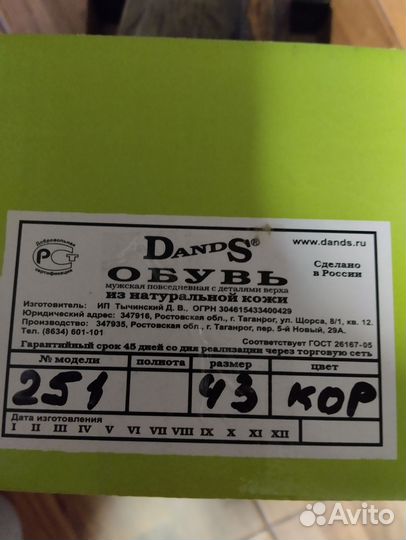 Добровольная
РСТ
сертификация
DANDS®
www.dands.ru
Сделано
в России
ОБУВЬ
мужская повседневная с деталями верха
из натуральной кожи
Изготовитель: ИП Тычинский Д. В., ОГРН 304615433400429
Юридический адрес: 347916, Ростовская обл., г. Таганрог, ул. Щорса, 8/1, кв. 12.
Производство: 347935, Ростовская обл., г. Таганрог, пер. 5-й Новый, 29А.
Тел. (8634) 601-101
Соответствует ГОСТ 26167-05
Гарантийный срок 45 дней со дня реализации через торговую сеть
№ модели полнота размер цвет
251 43 КОР
Дата изготовления
I II III IV V VI VII VIII IX X XI XII
Avito